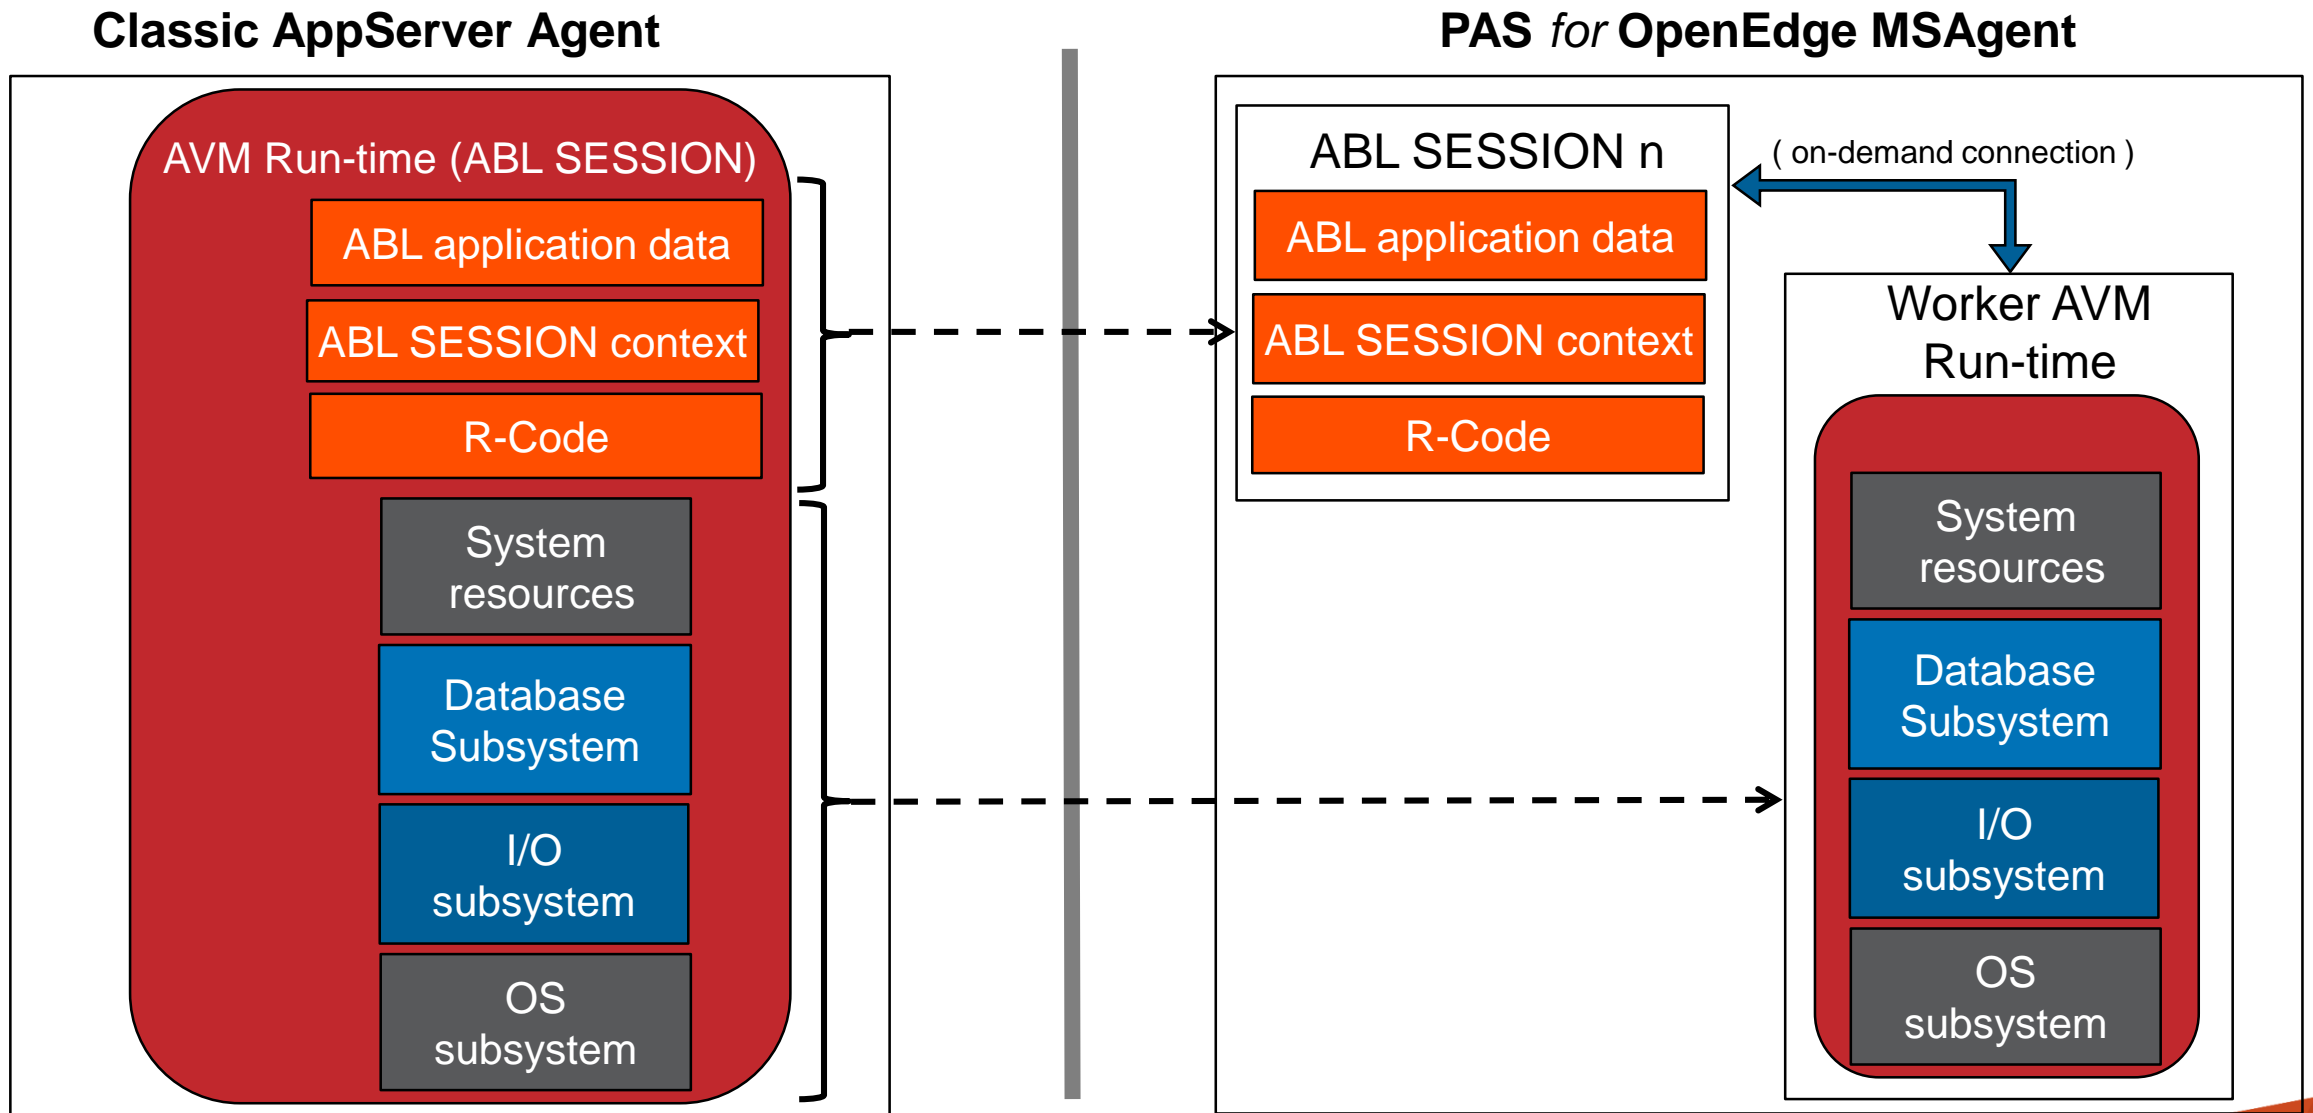 Classic AppServer Agent
AVM Run-time (ABL SESSION)
ABL application data
ABL SESSION context
R-Code
System
resources
Database
Subsystem
I/O
subsystem
OS
subsystem
PAS for OpenEdge MSAgent
ABL SESSION n
ABL application data
ABL SESSION context
R-Code
( on-demand connection )
Worker AVM
Run-time
System
resources
Database
Subsystem
I/O
subsystem
OS
subsystem